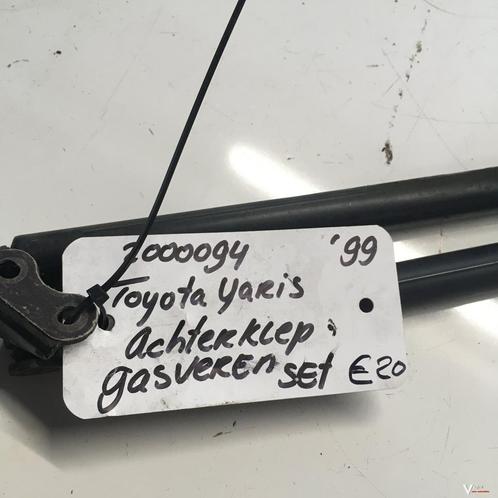 2000094 '99
Toyota Yaris
Achterklep
gasveren set €20